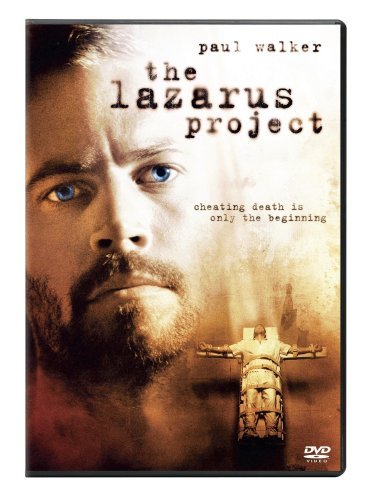 paul walker
the
lazarus
project
cheating death is
only the beginning
DVD
VIDEO